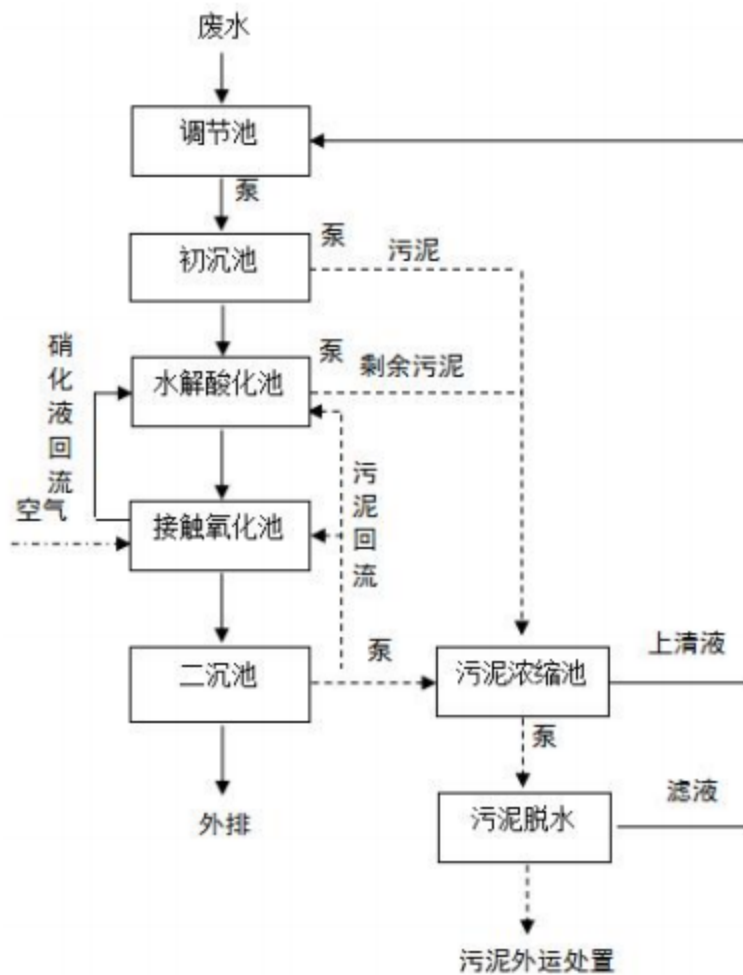 废水
调节池
泵
初沉池
泵
污泥
硝化液回流
水解酸化池
泵
剩余污泥
空气
接触氧化池
污泥回流
二沉池
泵
污泥浓缩池
上清液
泵
外排
污泥脱水
滤液
污泥外运处置